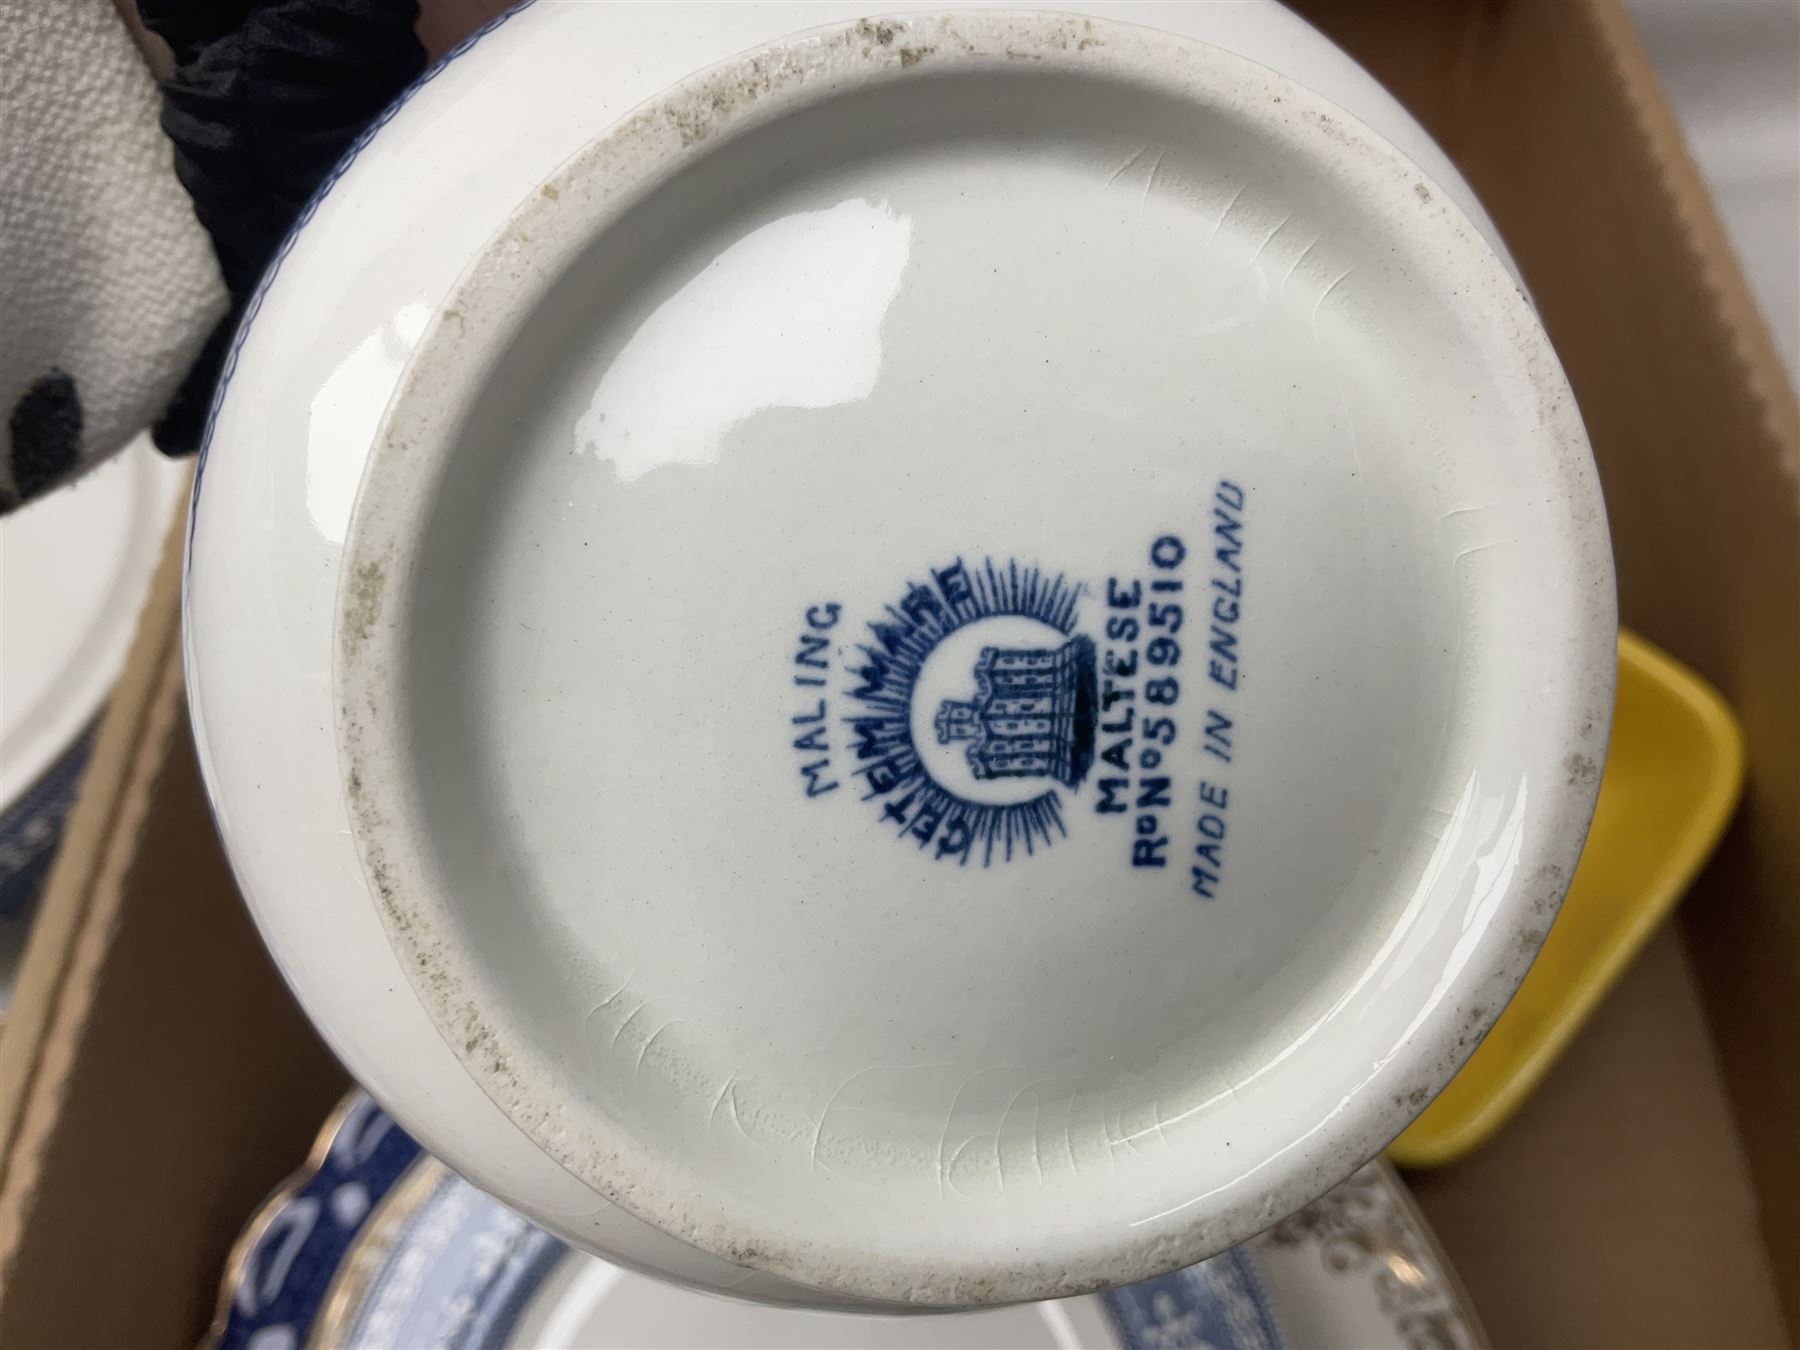 MALING
CETEM WARE
MALTESE
RD NO 589510
MADE IN ENGLAND